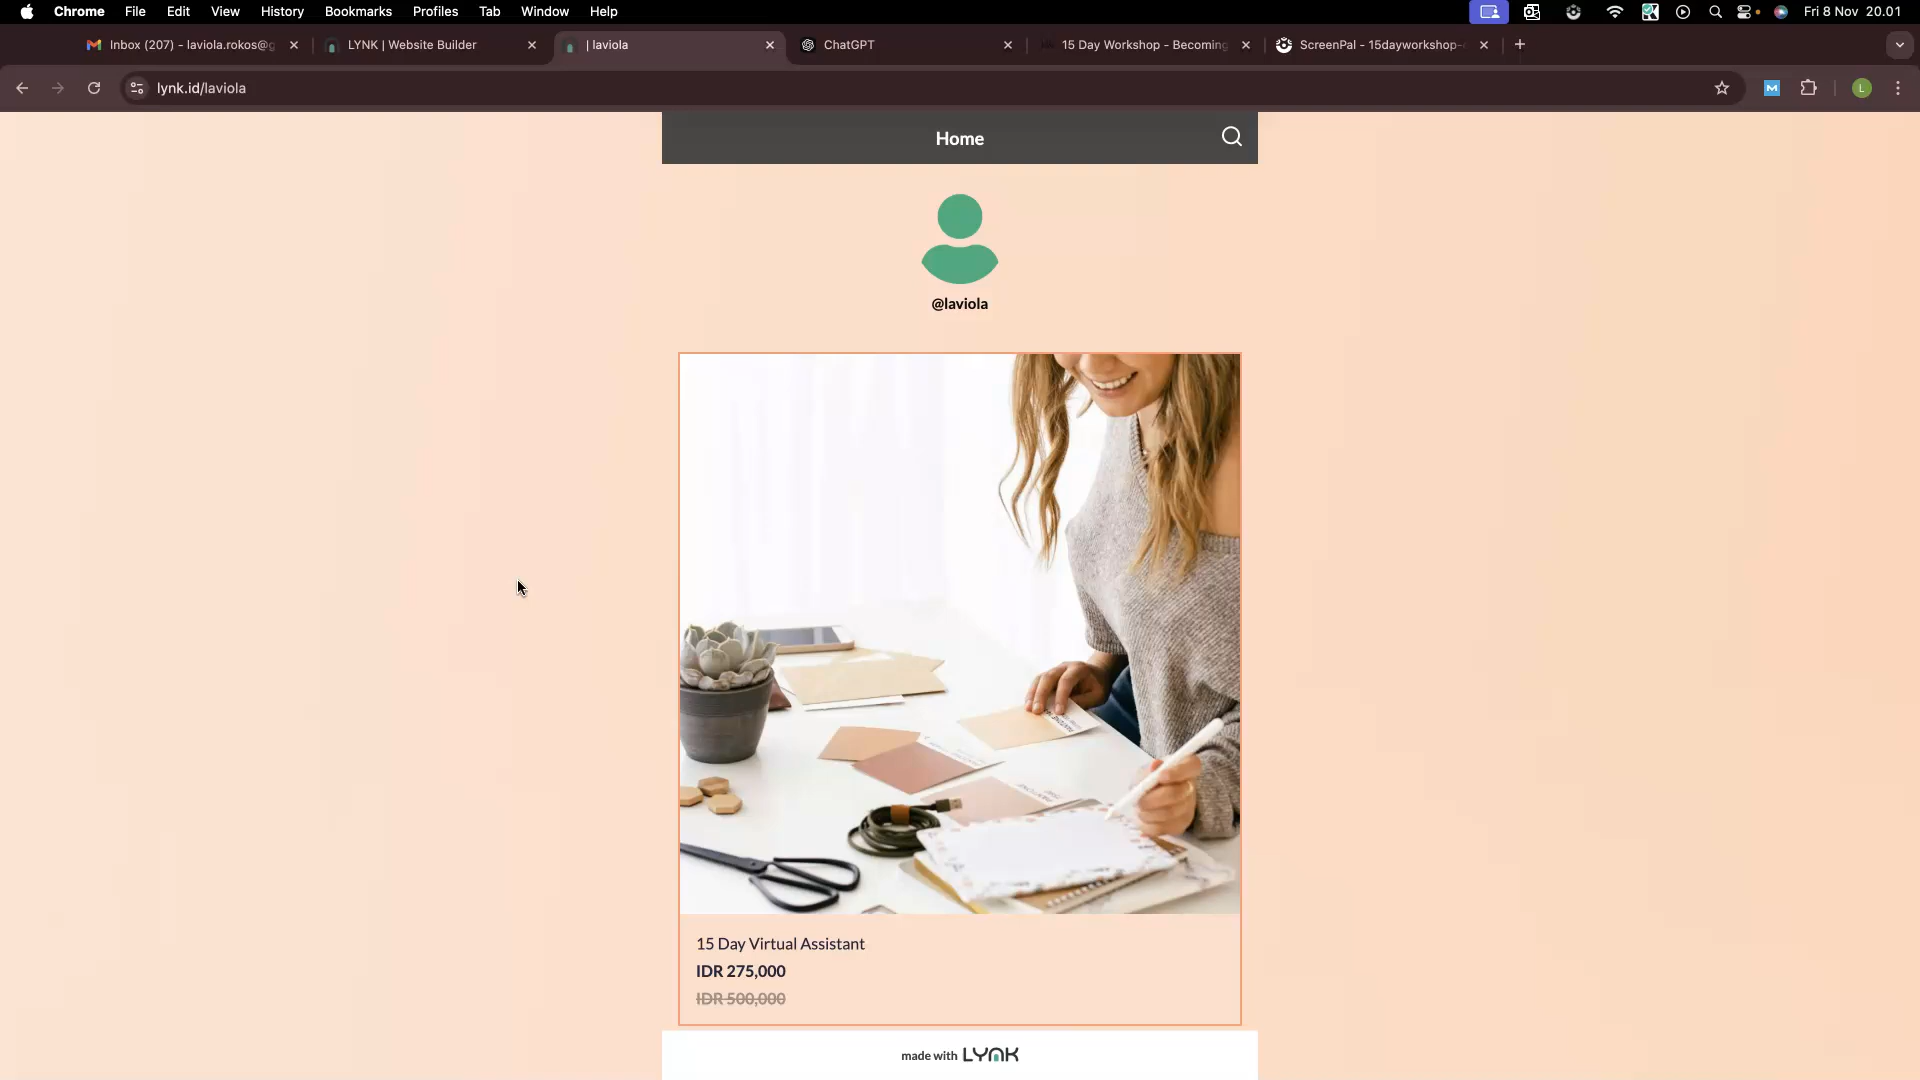 Chrome File Edit View History Bookmarks Profiles Tab Window Help
Fri 8 Nov 20.01
Inbox (207) - laviola.rokos@g
LYNK | Website Builder
| laviola
ChatGPT
15 Day Workshop - Becoming
ScreenPal - 15dayworkshop-
lynk.id/laviola
L
Home
@laviola
15 Day Virtual Assistant
IDR 275,000
IDR 500,000
made with LYNK